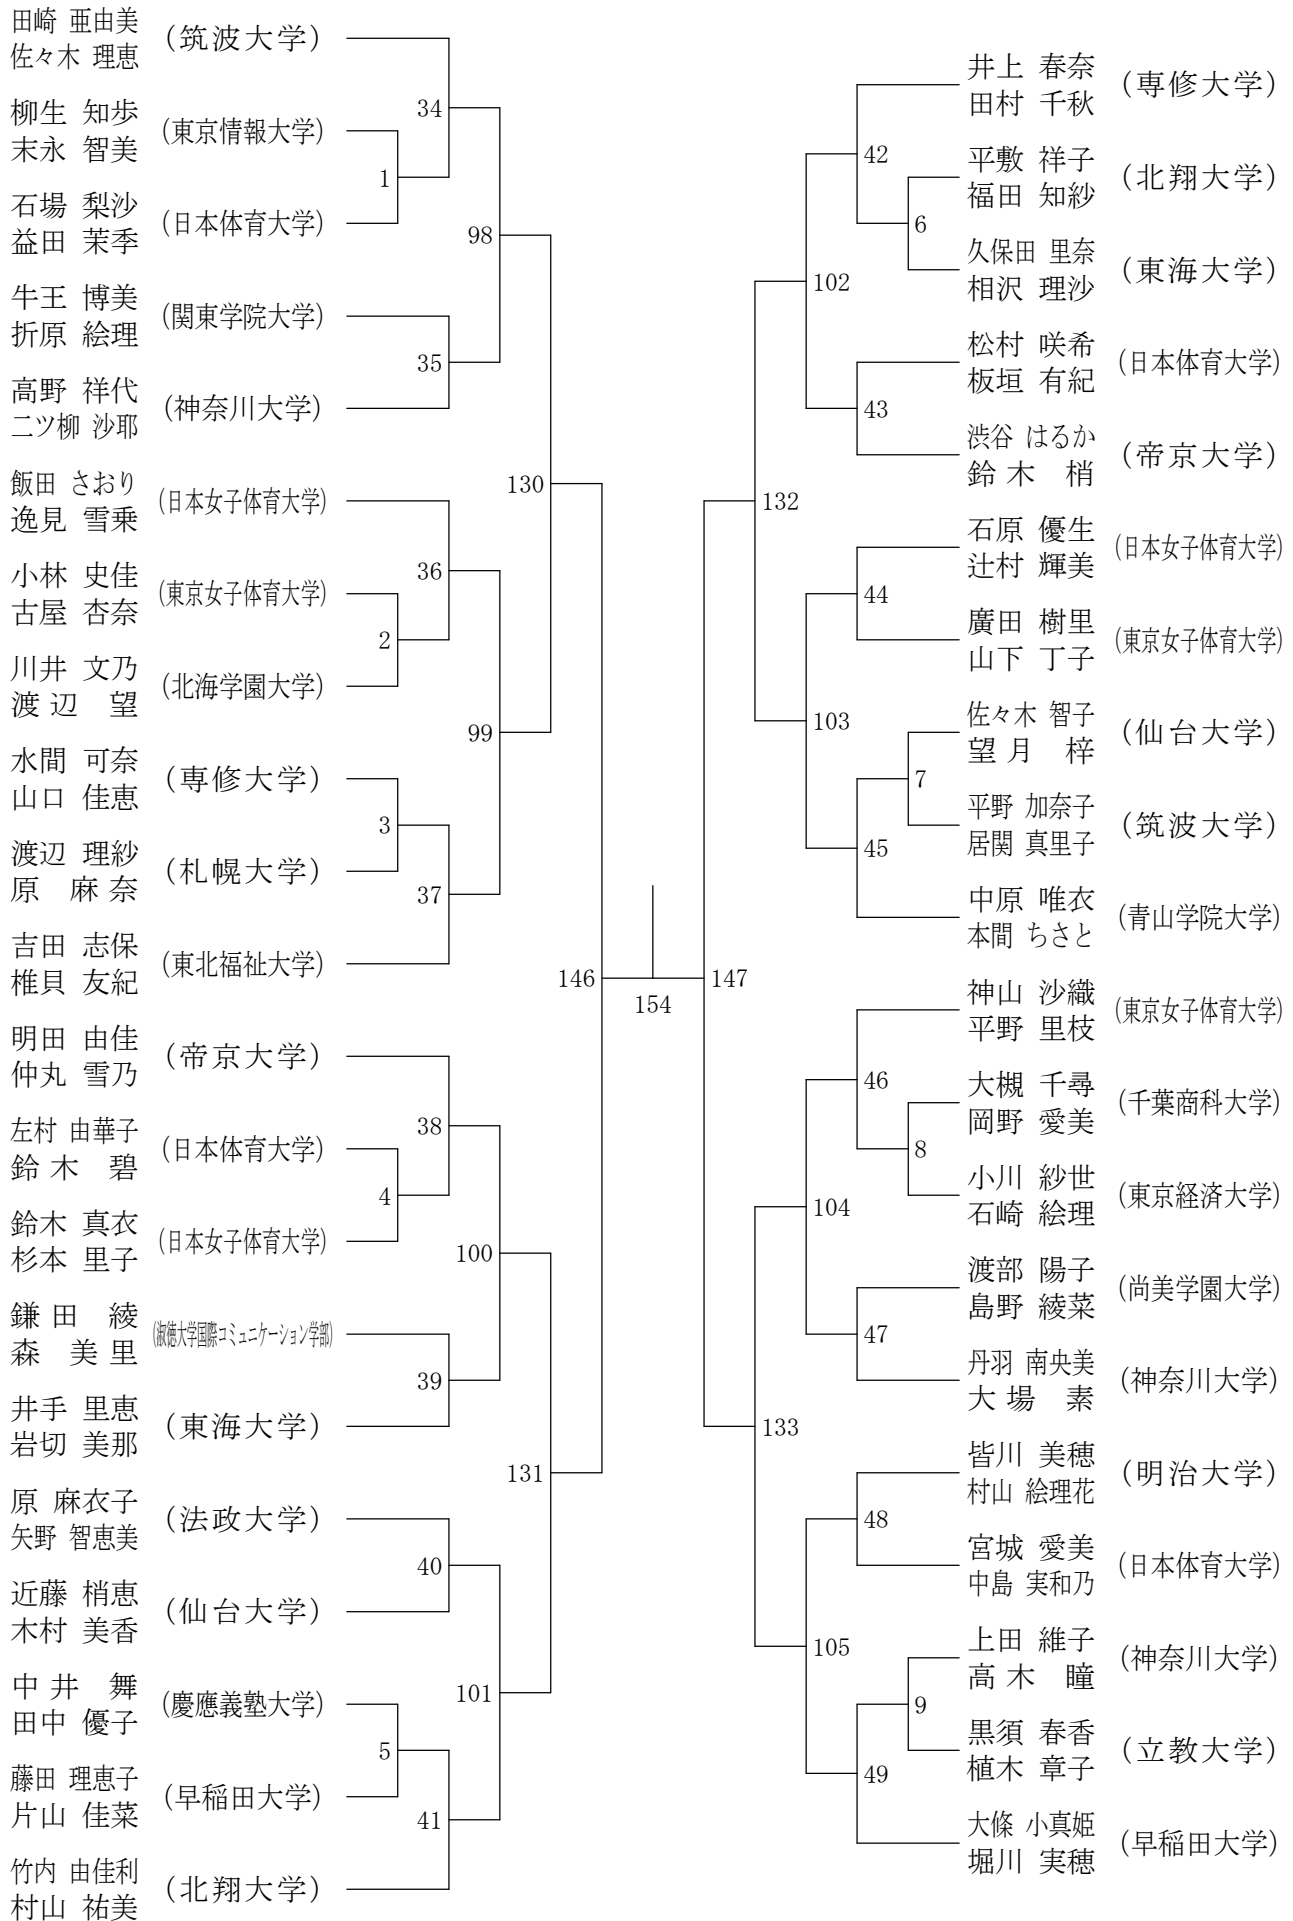 田崎 亜由美
佐々木 理恵
(筑波大学)
柳生 知歩
末永 智美
(東京情報大学)
石場 梨沙
益田 茉季
(日本体育大学)
牛王 博美
折原 絵理
(関東学院大学)
高野 祥代
二ツ柳 沙耶
(神奈川大学)
飯田 さおり
逸見 雪乗
(日本女子体育大学)
小林 史佳
古屋 杏奈
(東京女子体育大学)
川井 文乃
渡辺 望
(北海学園大学)
水間 可奈
山口 佳恵
(専修大学)
渡辺 理紗
原 麻奈
(札幌大学)
吉田 志保
椎貝 友紀
(東北福祉大学)
明田 由佳
仲丸 雪乃
(帝京大学)
左村 由華子
鈴木 碧
(日本体育大学)
鈴木 真衣
杉本 里子
(日本女子体育大学)
鎌田 綾
森 美里
(淑徳大学国際コミュニケーション学部)
井手 里恵
岩切 美那
(東海大学)
原 麻衣子
矢野 智恵美
(法政大学)
近藤 梢恵
木村 美香
(仙台大学)
中井 舞
田中 優子
(慶應義塾大学)
藤田 理恵子
片山 佳菜
(早稲田大学)
竹内 由佳利
村山 祐美
(北翔大学)
34
1
98
35
130
36
2
99
3
37
146
38
4
100
39
131
40
101
5
41
154
147
42
6
102
43
132
44
103
7
45
46
8
104
47
133
48
105
9
49
井上 春奈
田村 千秋
(専修大学)
平敷 祥子
福田 知紗
(北翔大学)
久保田 里奈
相沢 理沙
(東海大学)
松村 咲希
板垣 有紀
(日本体育大学)
渋谷 はるか
鈴木 梢
(帝京大学)
石原 優生
辻村 輝美
(日本女子体育大学)
廣田 樹里
山下 丁子
(東京女子体育大学)
佐々木 智子
望月 梓
(仙台大学)
平野 加奈子
居関 真里子
(筑波大学)
中原 唯衣
本間 ちさと
(青山学院大学)
神山 沙織
平野 里枝
(東京女子体育大学)
大槻 千尋
岡野 愛美
(千葉商科大学)
小川 紗世
石崎 絵理
(東京経済大学)
渡部 陽子
島野 綾菜
(尚美学園大学)
丹羽 南央美
大場 素
(神奈川大学)
皆川 美穂
村山 絵理花
(明治大学)
宮城 愛美
中島 実和乃
(日本体育大学)
上田 維子
高木 瞳
(神奈川大学)
黒須 春香
植木 章子
(立教大学)
大條 小真姫
堀川 実穂
(早稲田大学)